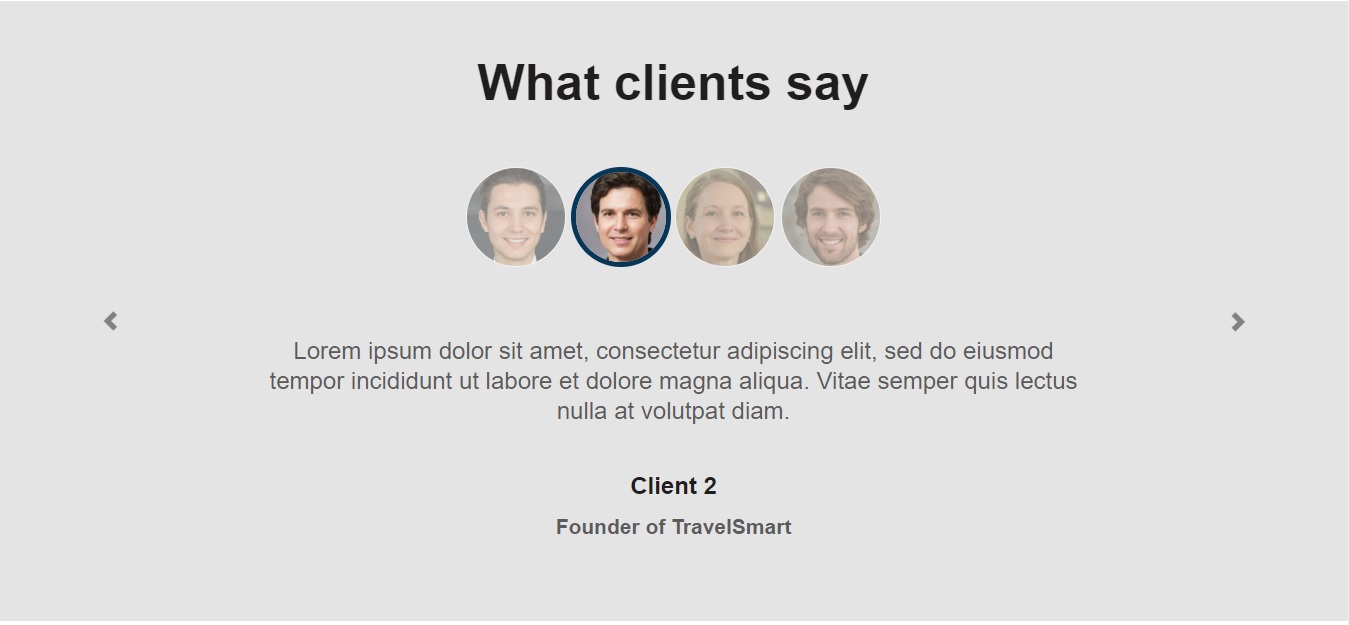 What clients say
Lorem ipsum dolor sit amet, consectetur adipiscing elit, sed do eiusmod
tempor incididunt ut labore et dolore magna aliqua. Vitae semper quis lectus
nulla at volutpat diam.
Client 2
Founder of TravelSmart